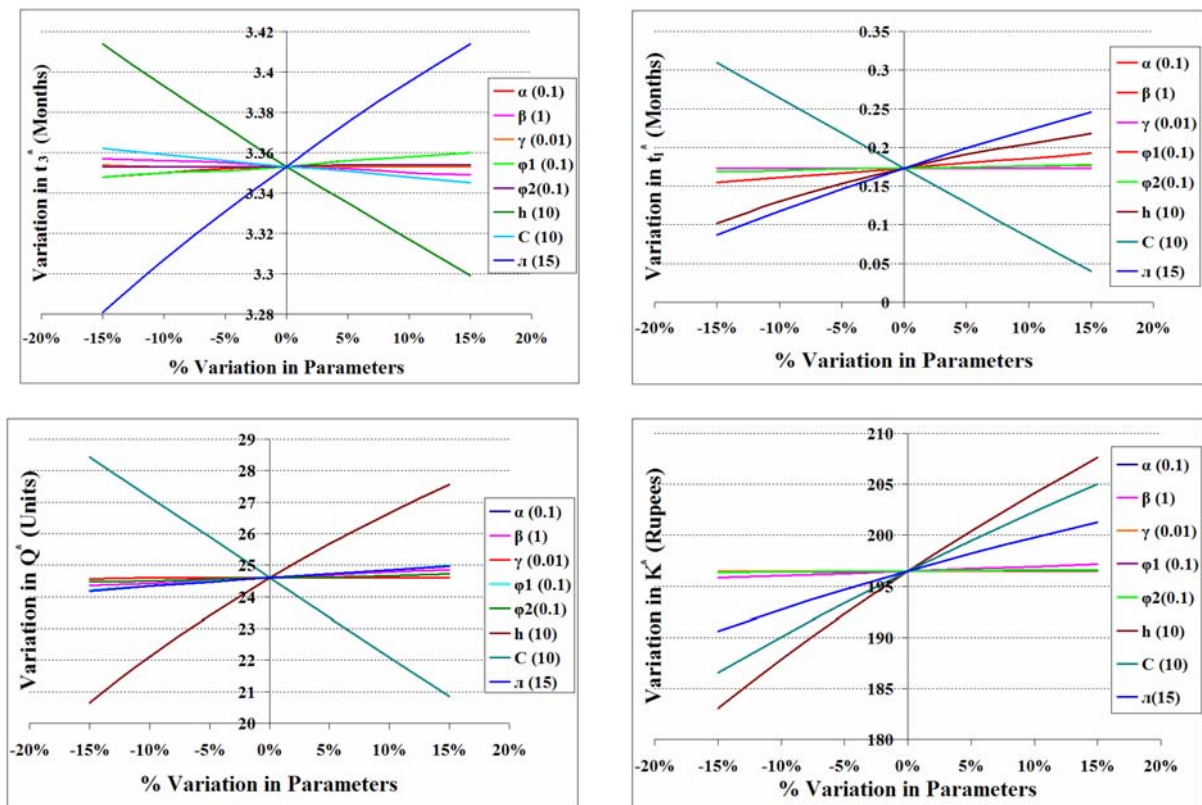 Variation in t3* (Months)
3.42
3.4
3.38
3.36
3.34
3.32
3.3
3.28
-20% -15% -10% -5% 0% 5% 10% 15% 20%
% Variation in Parameters
α (0.1)
β (1)
γ (0.01)
φ1 (0.1)
φ2(0.1)
h (10)
C (10)
л (15)
Variation in t1* (Months)
0.35
0.3
0.25
0.2
0.15
0.1
0.05
0
-20% -15% -10% -5% 0% 5% 10% 15% 20%
% Variation in Parameters
α (0.1)
β (1)
γ (0.01)
φ1(0.1)
φ2(0.1)
h (10)
C (10)
л (15)
Variation in Q* (Units)
29
28
27
26
25
24
23
22
21
20
-20% -15% -10% -5% 0% 5% 10% 15% 20%
% Variation in Parameters
α (0.1)
β (1)
γ (0.01)
φ1 (0.1)
φ2(0.1)
h (10)
C (10)
л (15)
Variation in K* (Rupees)
210
205
200
195
190
185
180
-20% -15% -10% -5% 0% 5% 10% 15% 20%
% Variation in Parameters
α (0.1)
β (1)
γ (0.01)
φ1 (0.1)
φ2(0.1)
h (10)
C (10)
л(15)